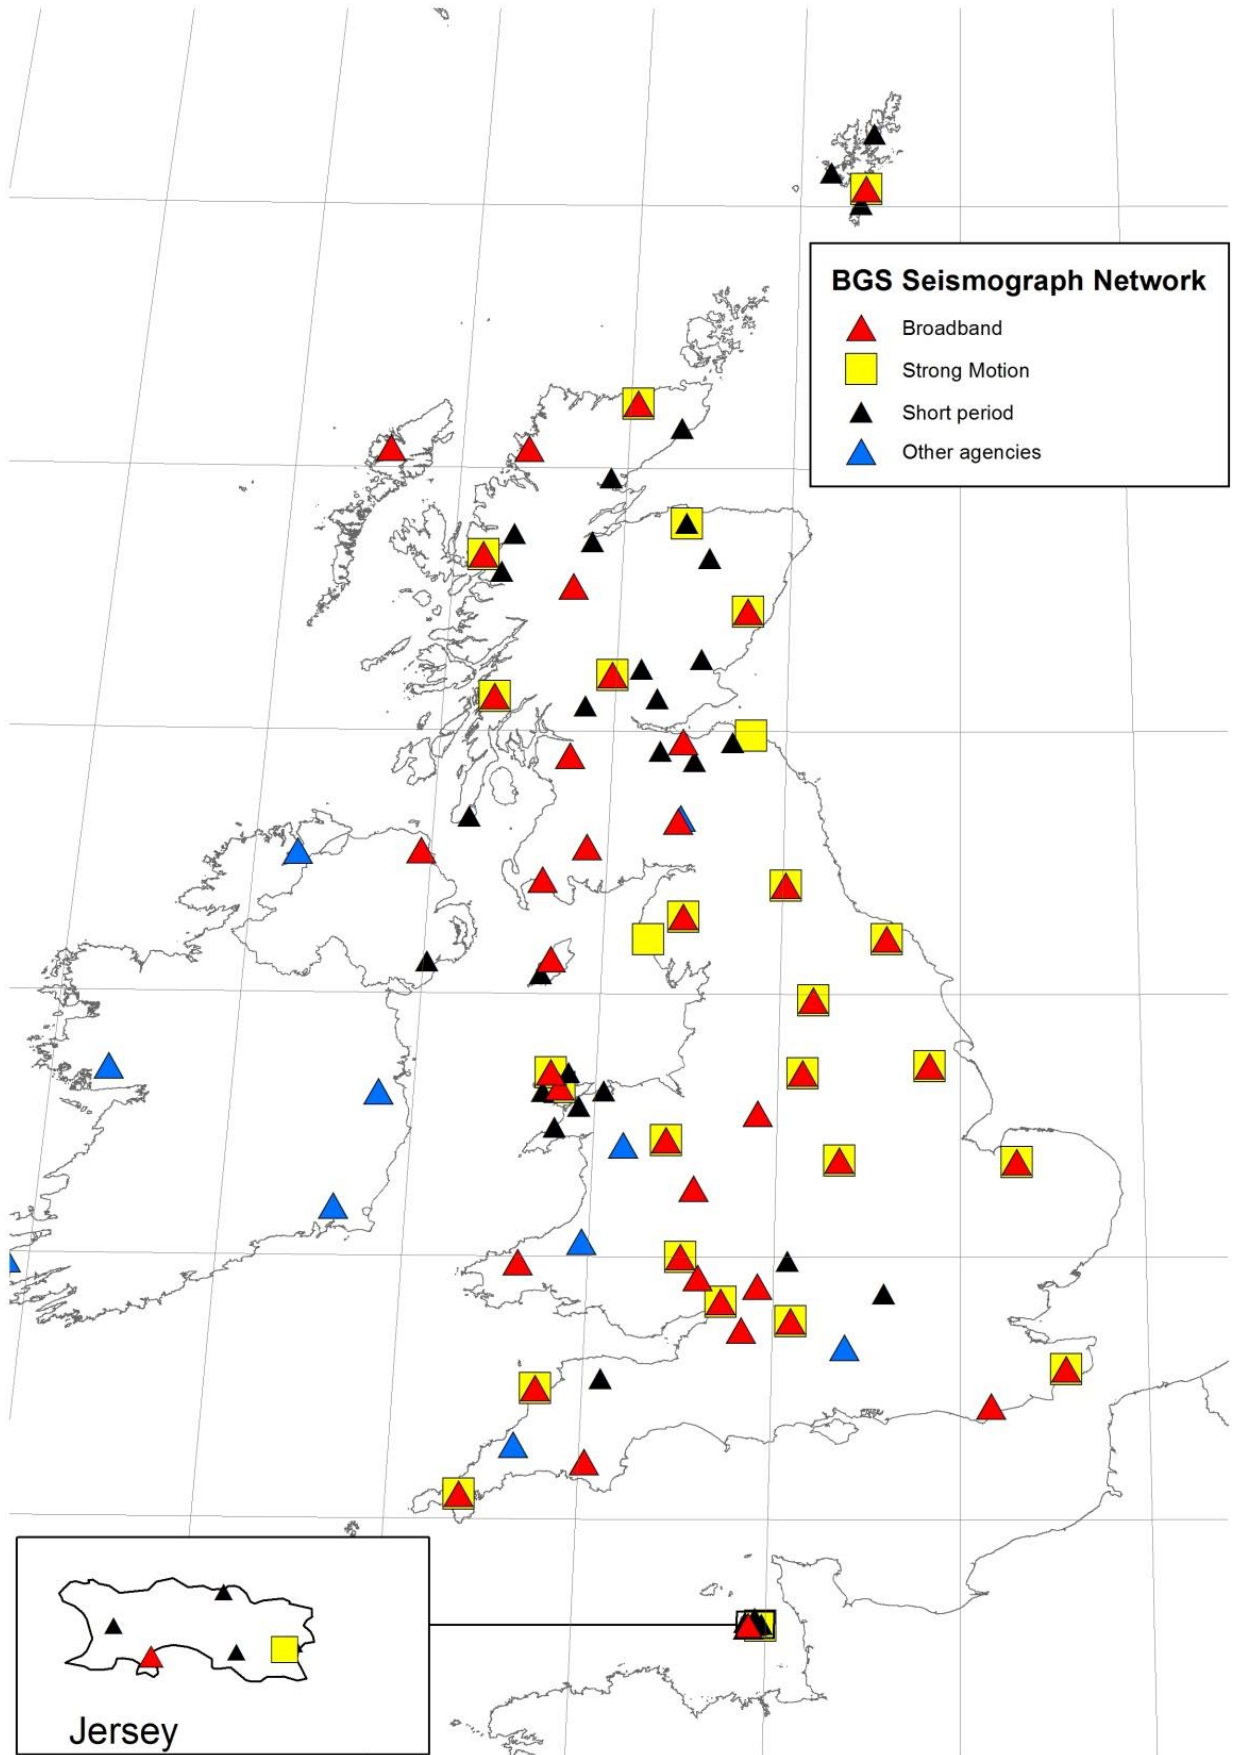 BGS Seismograph Network
Broadband
Strong Motion
Short period
Other agencies
Jersey